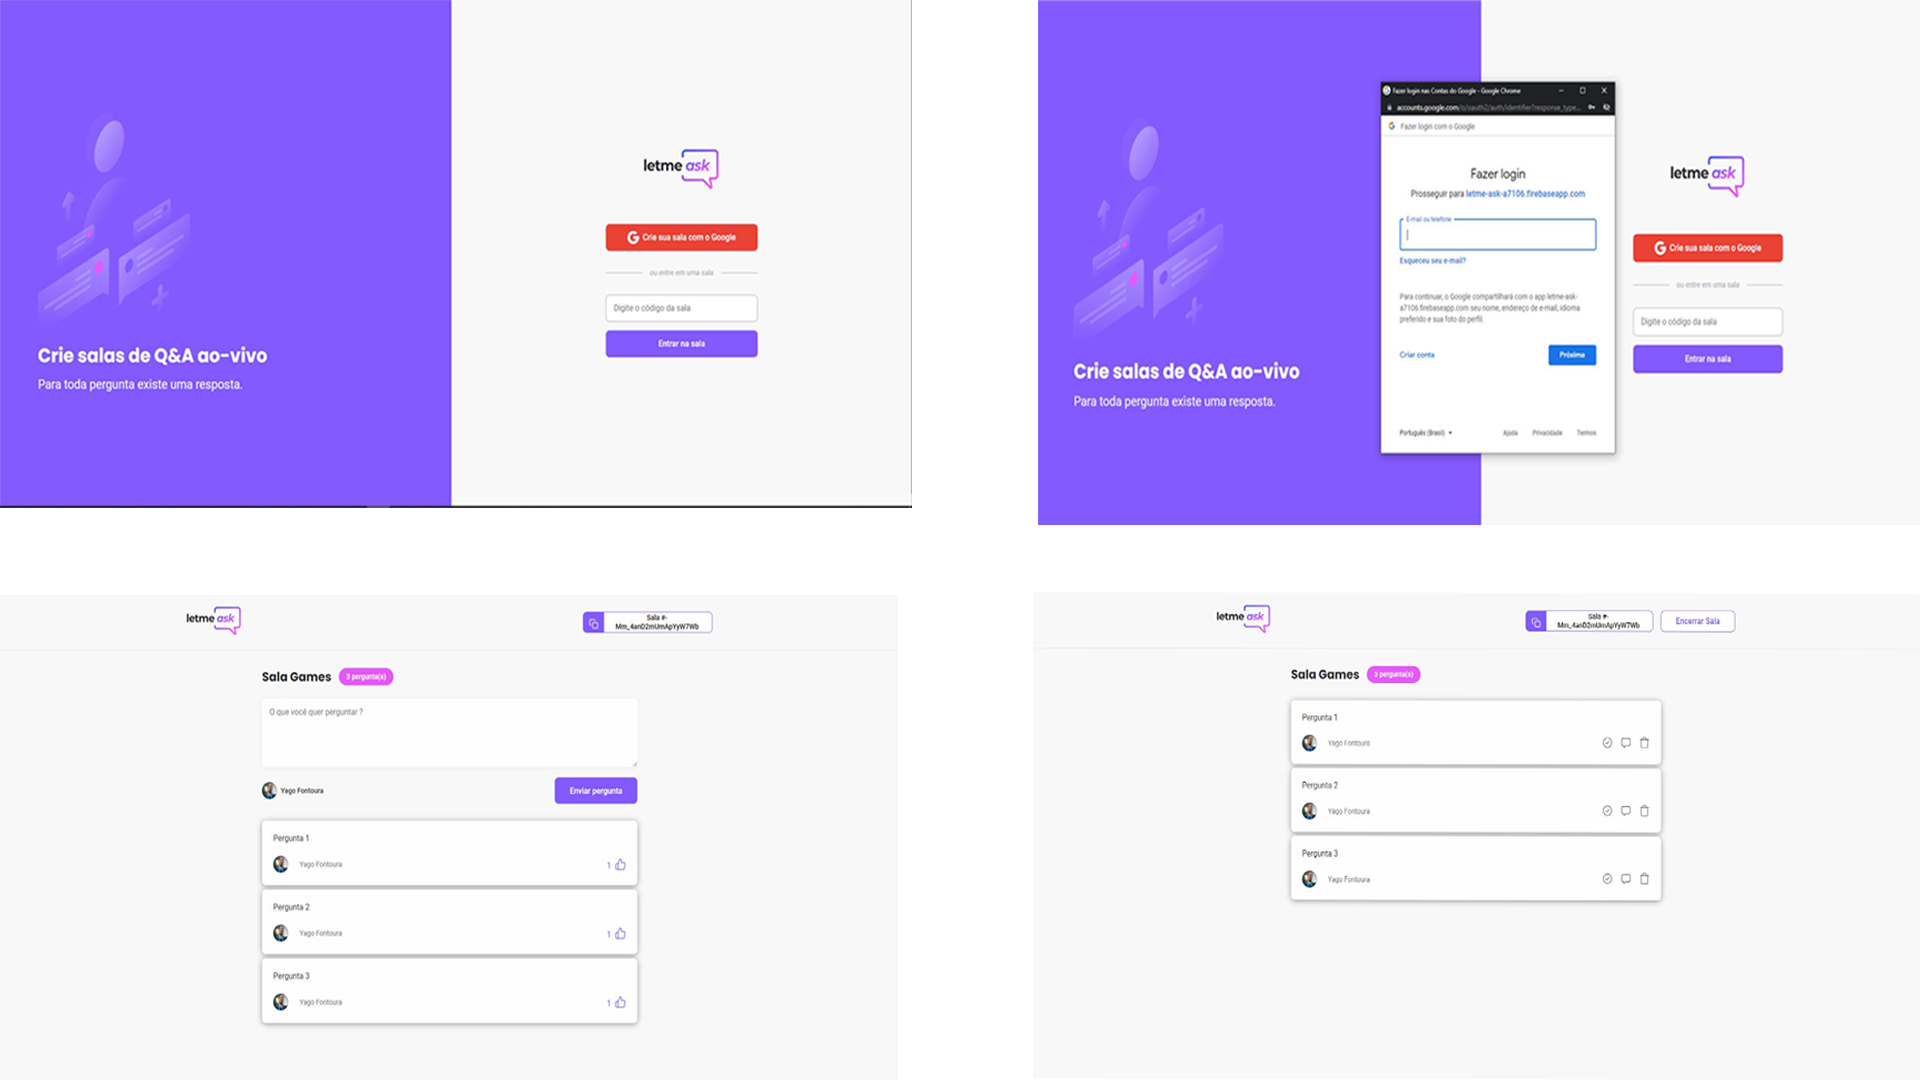 letme ask
Crie sua sala com o Google
ou entre em uma sala
Digite o código da sala
Entrar na sala
Crie salas de Q&A ao-vivo
Para toda pergunta existe uma resposta.
Fazer login nas Contas do Google - Google Chrome
accounts.google.com/o/oauth2/auth/identifier?response_type...
Fazer login com o Google
Fazer login
Prosseguir para letme-ask-a7106.firebaseapp.com
E-mail ou telefone
Esqueceu seu e-mail?
Para continuar, o Google compartilhará com o app letme-ask-
a7106.firebaseapp.com seu nome, endereço de e-mail, idioma
preferido e sua foto do perfil.
Criar conta
Próxima
Português (Brasil)
Ajuda
Privacidade
Termos
letme ask
Crie sua sala com o Google
ou entre em uma sala
Digite o código da sala
Entrar na sala
Crie salas de Q&A ao-vivo
Para toda pergunta existe uma resposta.
letme ask
Sala #-
Mm_4anD2mUmApYyW7Wb
Sala Games
3 pergunta(s)
O que você quer perguntar ?
Yago Fontoura
Enviar pergunta
Pergunta 1
Yago Fontoura
1
Pergunta 2
Yago Fontoura
1
Pergunta 3
Yago Fontoura
1
letme ask
Sala #-
Mm_4anD2mUmApYyW7Wb
Encerrar Sala
Sala Games
3 pergunta(s)
Pergunta 1
Yago Fontoura
Pergunta 2
Yago Fontoura
Pergunta 3
Yago Fontoura